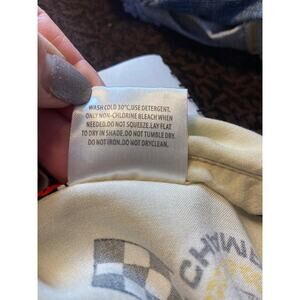 WASH COLD 30°C, USE DETERGENT,
ONLY NON-CHLORINE BLEACH WHEN
NEEDED.DO NOT SQUEEZE.LAY FLAT
TO DRY IN SHADE.DO NOT TUMBLE DRY.
DO NOT IRON.DO NOT DRYCLEAN.
CHAM